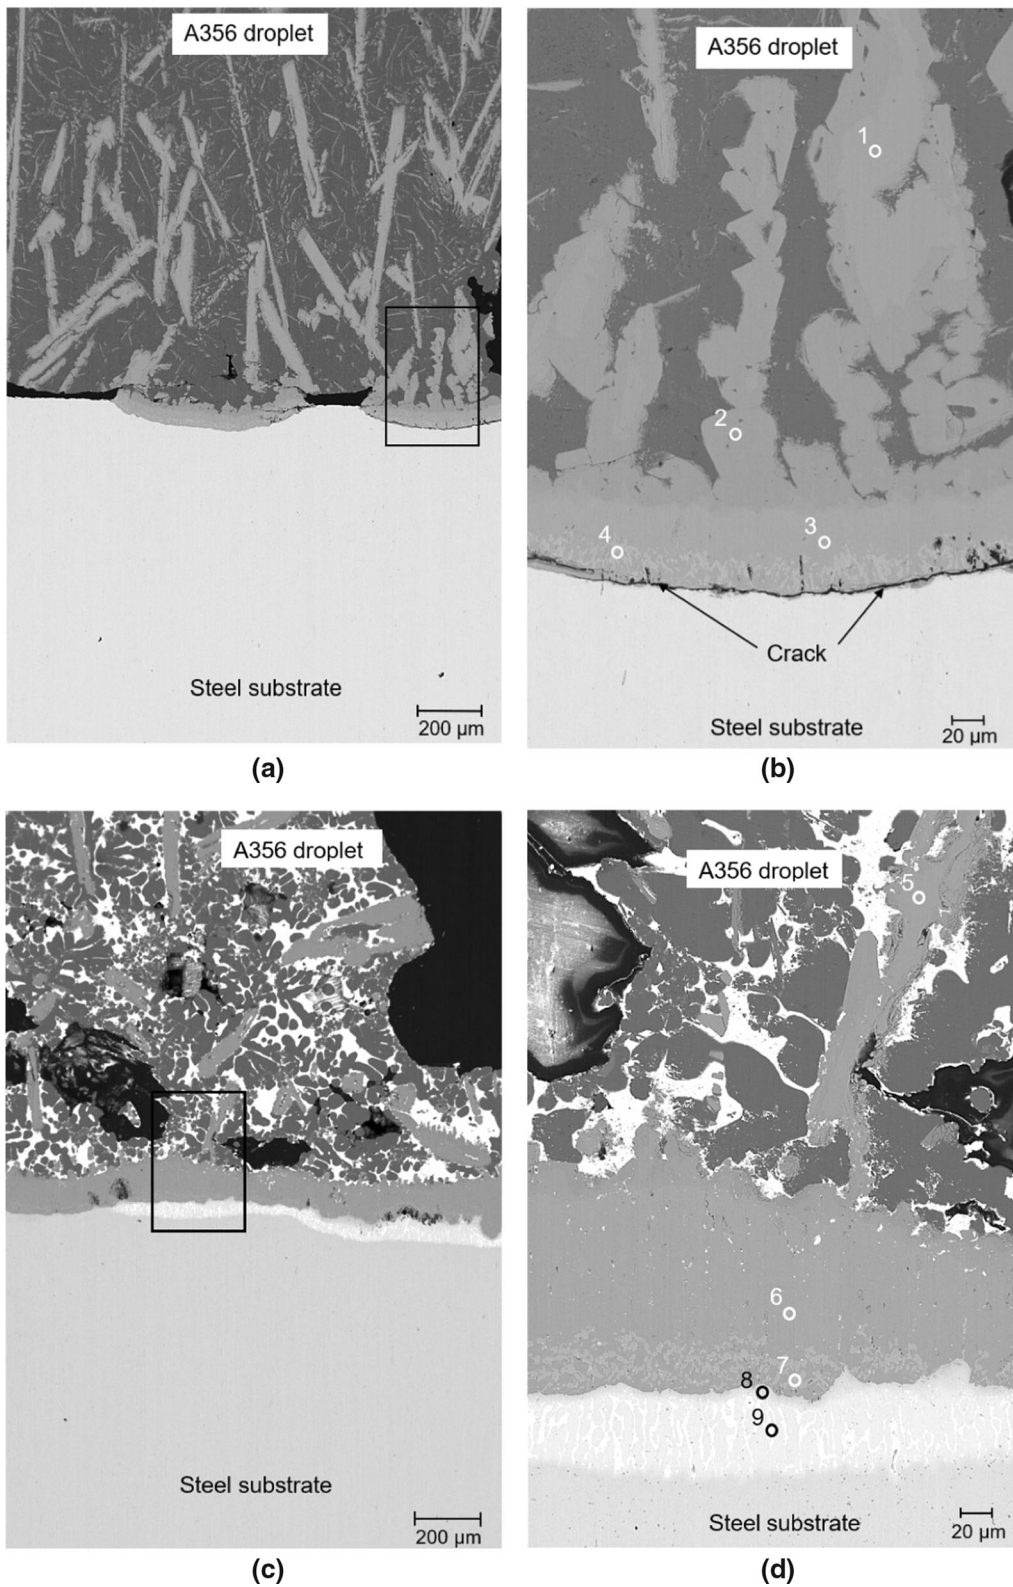 A356 droplet
Steel substrate
200 µm
(a)
A356 droplet
1
2
3
4
Crack
Steel substrate
20 µm
(b)
A356 droplet
Steel substrate
200 µm
(c)
A356 droplet
5
6
7
8
9
Steel substrate
20 µm
(d)